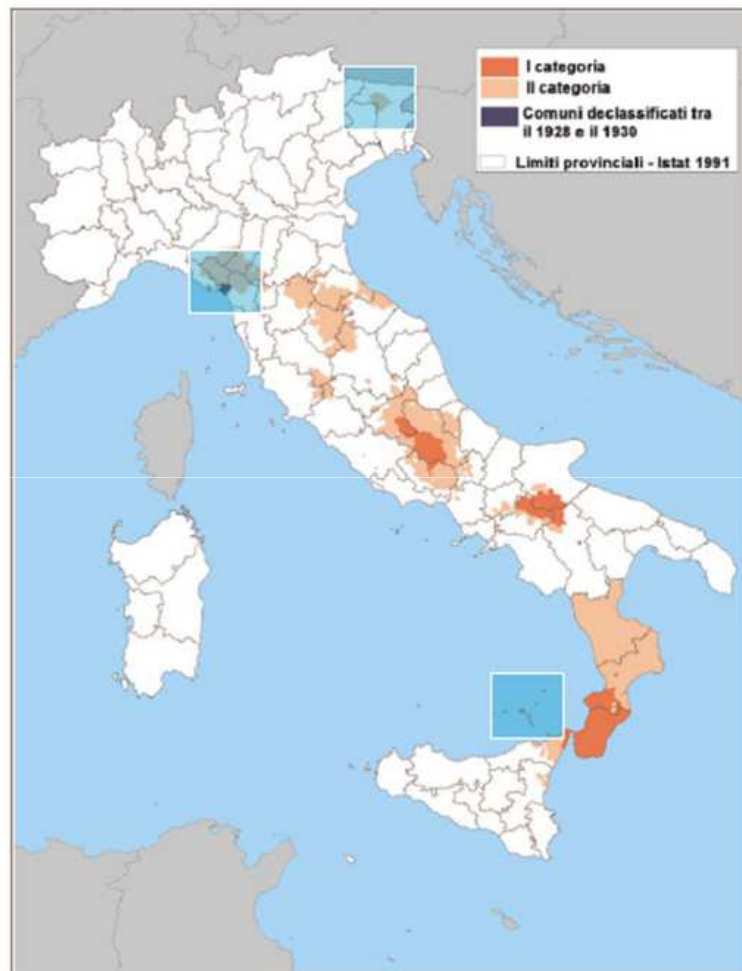 I categoria
II categoria
Comuni declassificati tra
il 1928 e il 1930
Limiti provinciali - Istat 1991